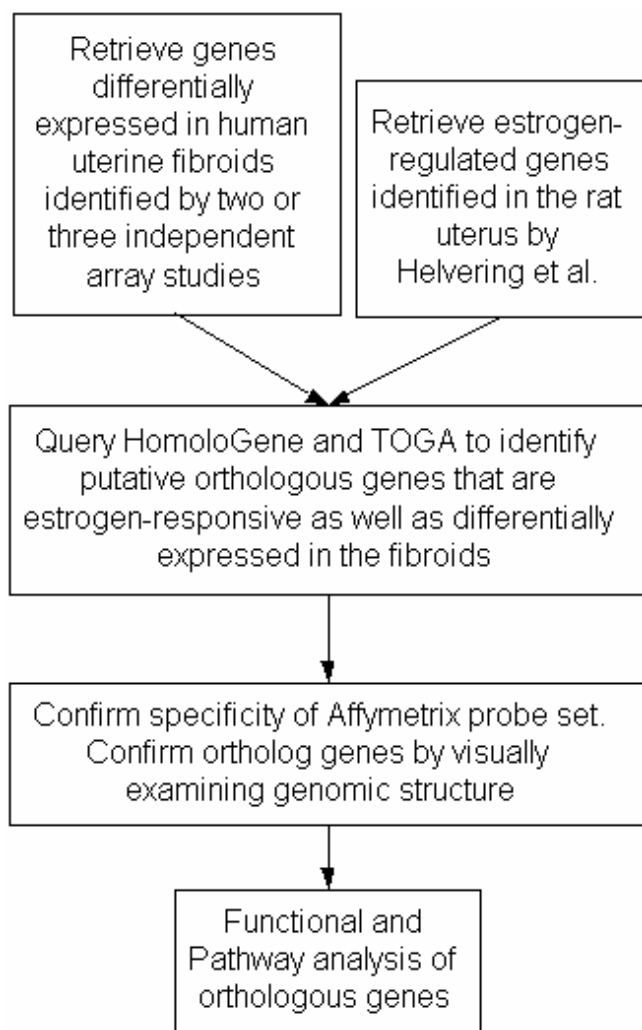 Retrieve genes
differentially
expressed in human
uterine fibroids
identified by two or
three independent
array studies
Retrieve estrogen-
regulated genes
identified in the rat
uterus by
Helvering et al.
Query HomoloGene and TOGA to identify
putative orthologous genes that are
estrogen-responsive as well as differentially
expressed in the fibroids
Confirm specificity of Affymetrix probe set.
Confirm ortholog genes by visually
examining genomic structure
Functional and
Pathway analysis of
orthologous genes